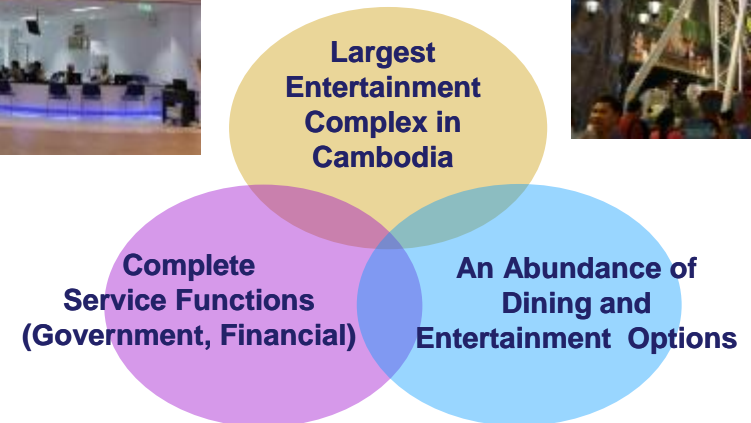 Largest
Entertainment
Complex in
Cambodia
Complete
Service Functions
(Government, Financial)
An Abundance of
Dining and
Entertainment Options